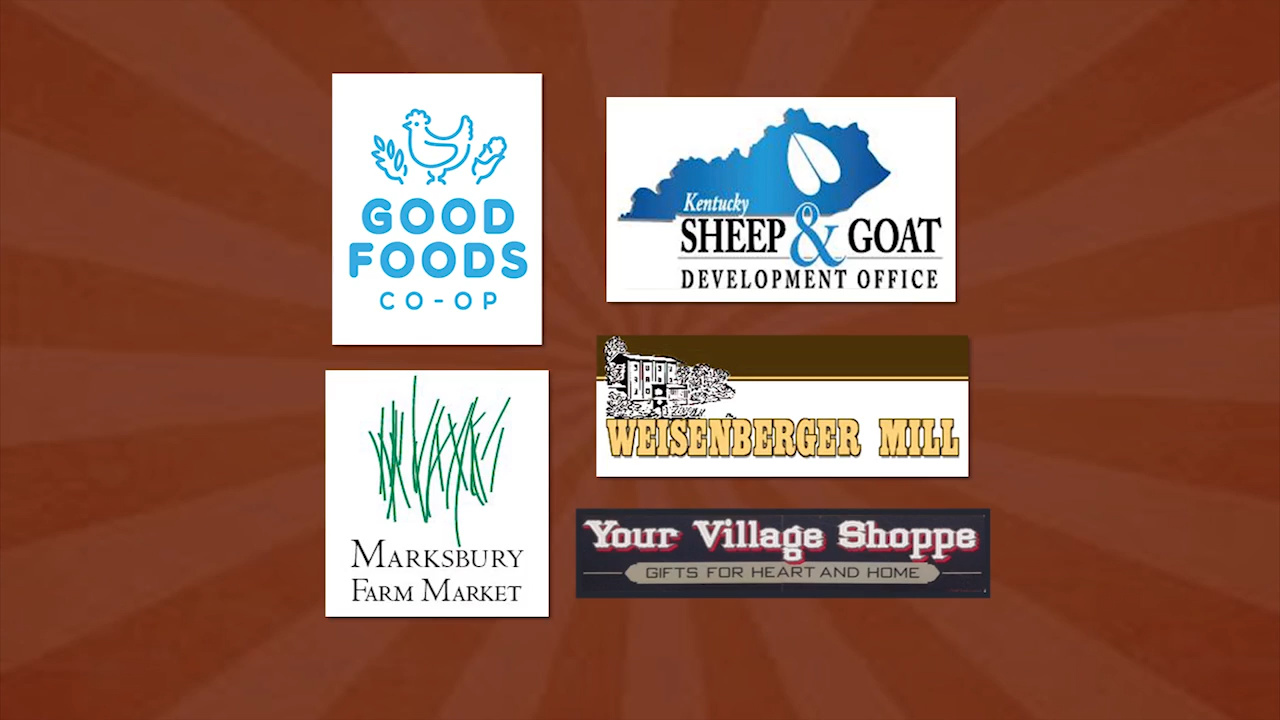 GOOD
FOODS
CO-OP
Kentucky
SHEEP & GOAT
DEVELOPMENT OFFICE
WEISENBERGER MILL
MARKSBURY
FARM MARKET
Your Village Shoppe
GIFTS FOR HEART AND HOME